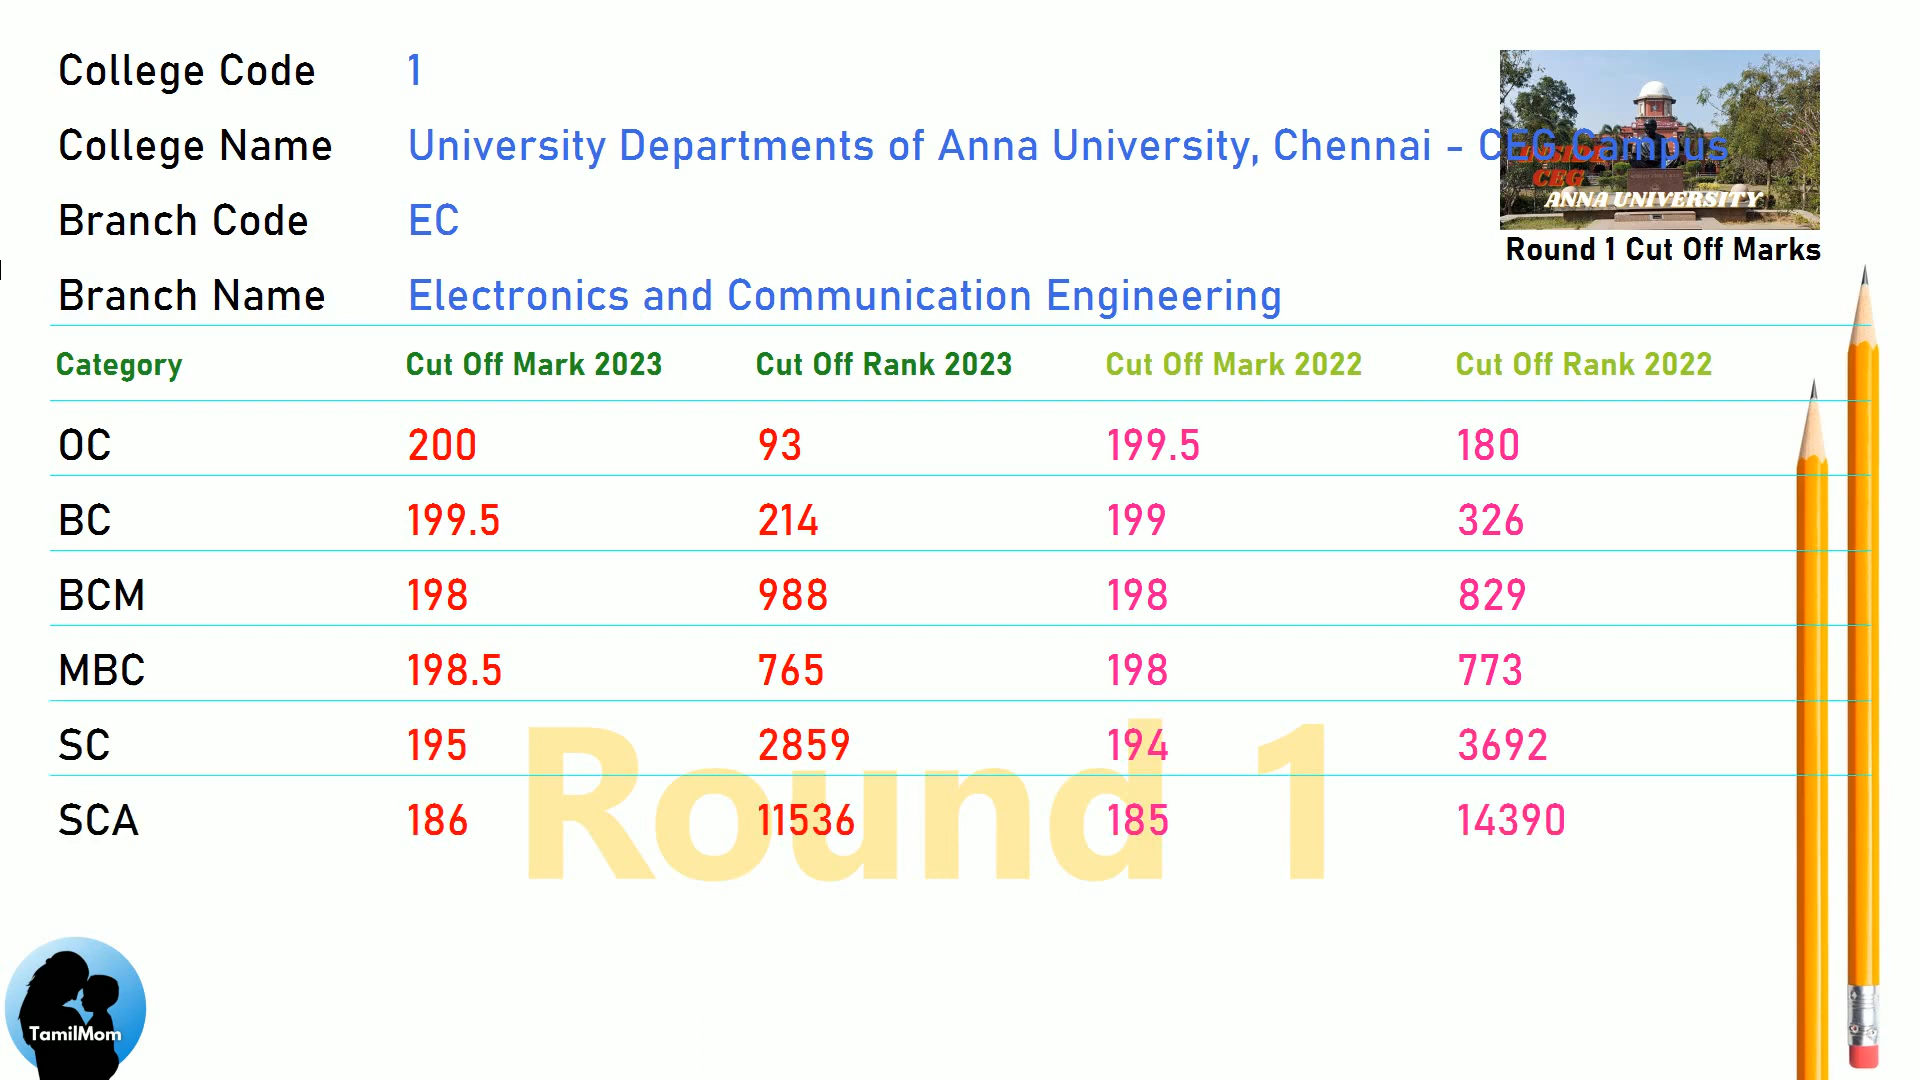 College Code 1
College Name University Departments of Anna University, Chennai - CEG Campus
CEG
ANNA UNIVERSITY
Branch Code EC
Round 1 Cut Off Marks
Branch Name Electronics and Communication Engineering
Category Cut Off Mark 2023 Cut Off Rank 2023 Cut Off Mark 2022 Cut Off Rank 2022
OC 200 93 199.5 180
BC 199.5 214 199 326
BCM 198 988 198 829
MBC 198.5 765 198 773
SC 195 2859 194 3692
SCA 186 11536 185 14390
Round 1
TamilMom